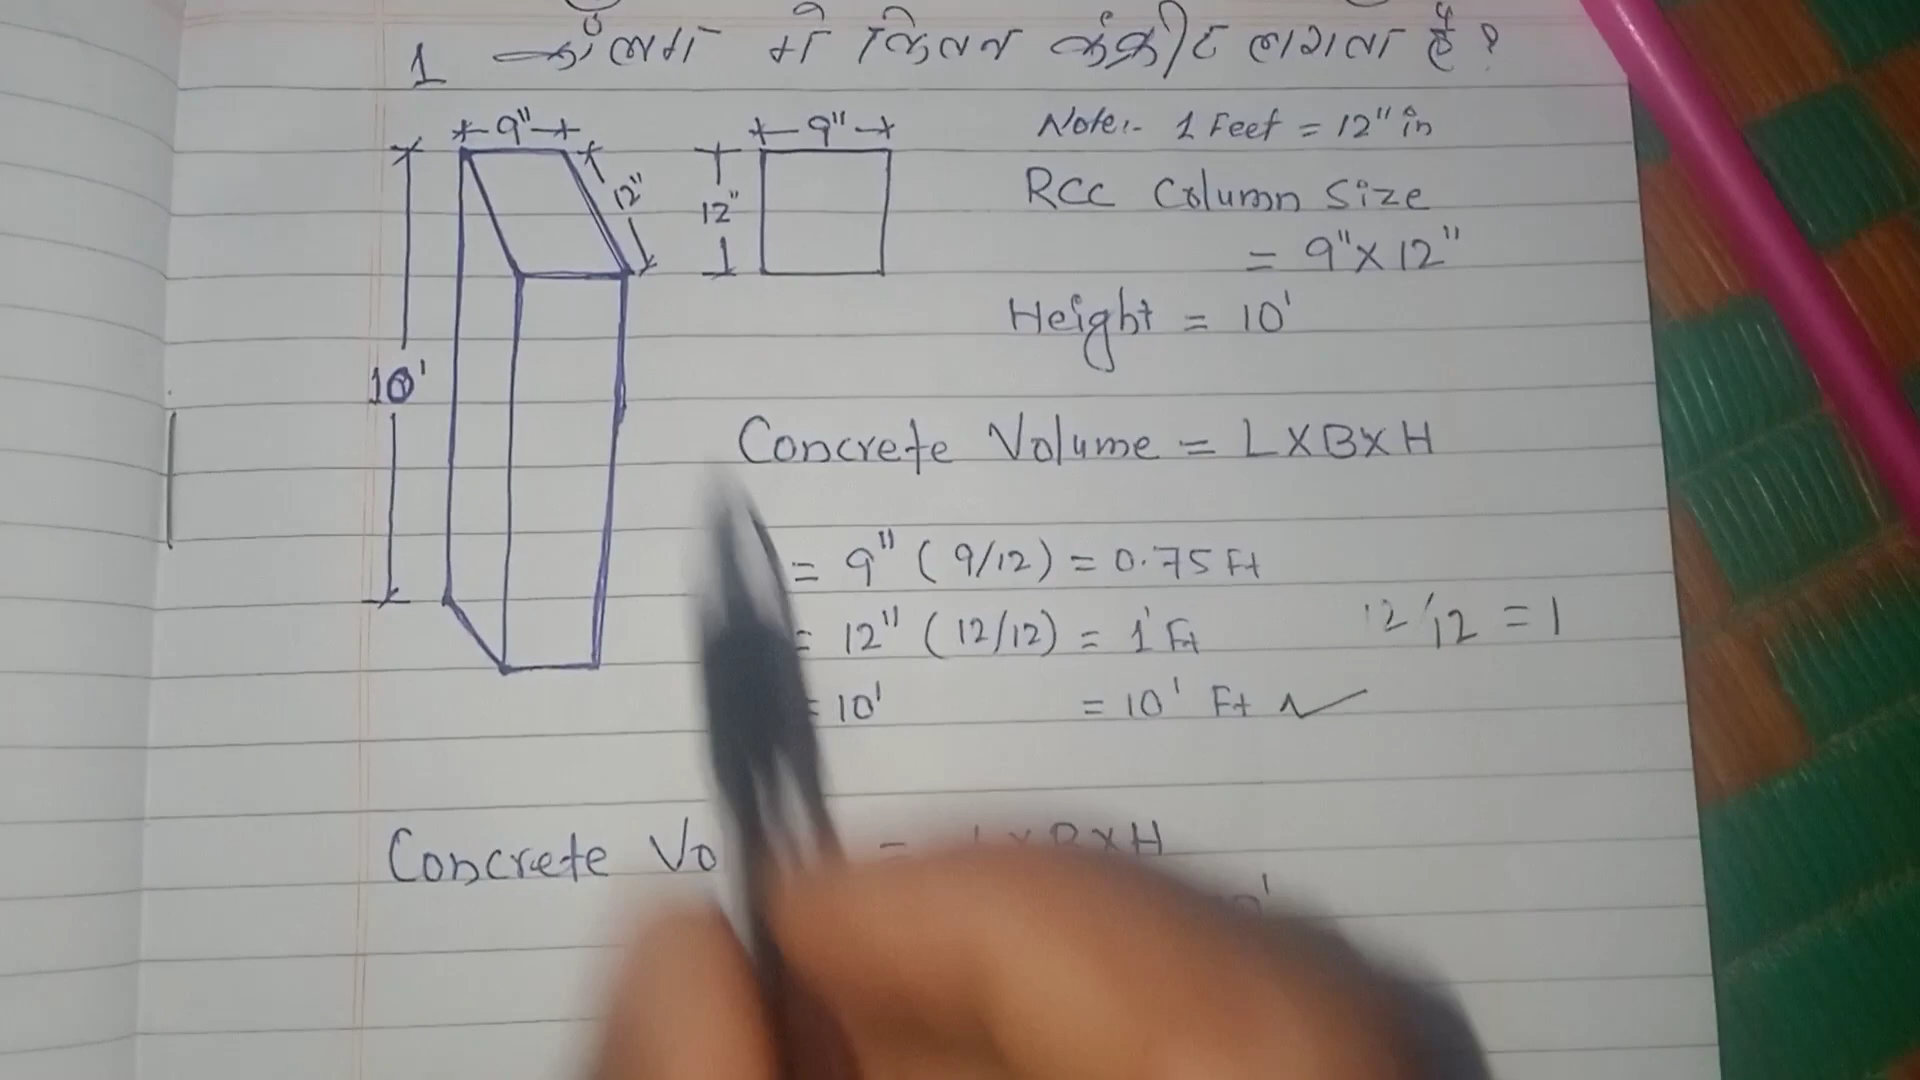 1 कॉलम में कितना कंक्रीट लगता है ?
9" 9" Note:- 1 Feet = 12" in
12" 12" RCC Column Size
= 9"X12"
Height = 10'
10'
Concrete Volume = LXBXH
= 9" (9/12) = 0.75 Ft
= 12" (12/12) = 1' Ft 12/12 = 1
= 10' = 10' Ft
Concrete = LXBXH